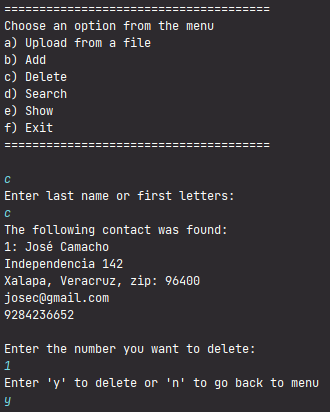 ======================================
Choose an option from the menu
a) Upload from a file
b) Add
c) Delete
d) Search
e) Show
f) Exit
======================================
c
Enter last name or first letters:
c
The following contact was found:
1: José Camacho
Independencia 142
Xalapa, Veracruz, zip: 96400
josec@gmail.com
9284236652
Enter the number you want to delete:
1
Enter 'y' to delete or 'n' to go back to menu
y